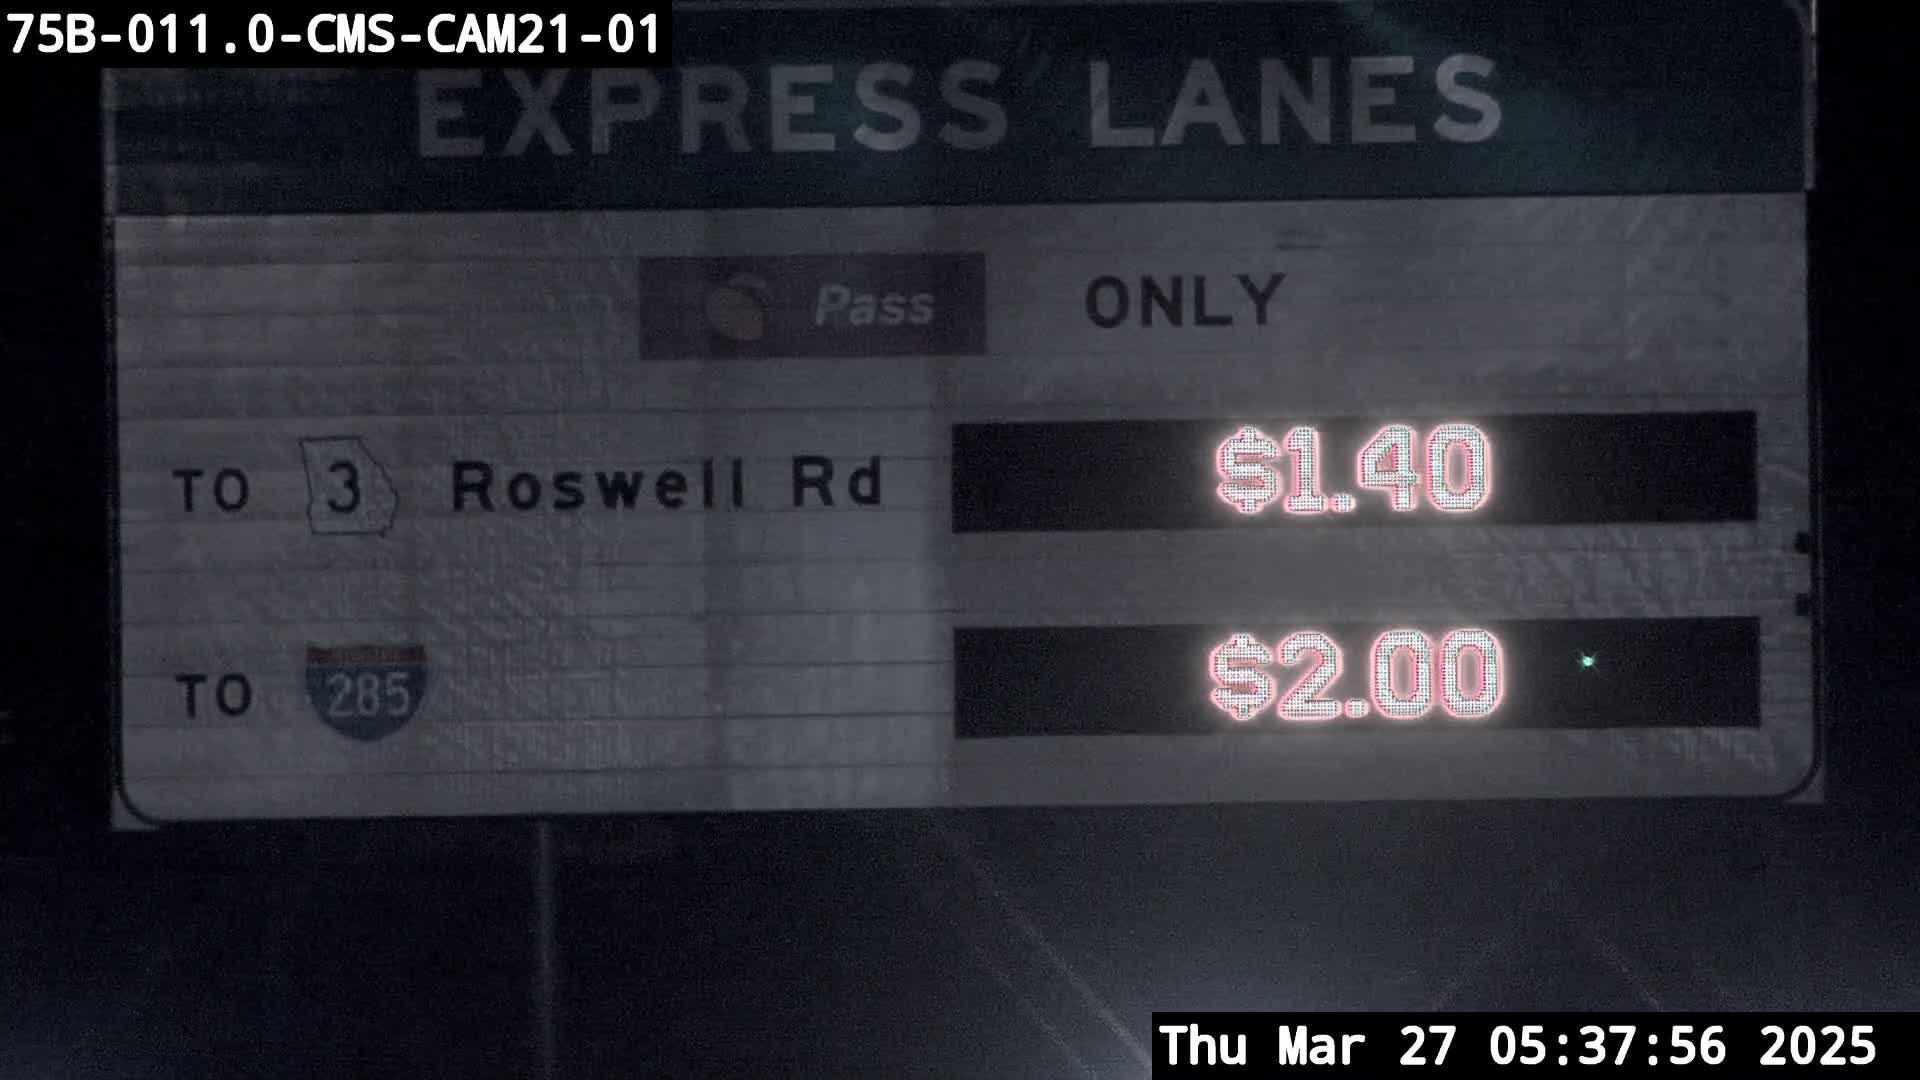 75B-011.0-CMS-CAM21-01
EXPRESS LANES
Pass ONLY
TO 3 Roswell Rd $1.40
TO 285 $2.00
Thu Mar 27 05:37:56 2025